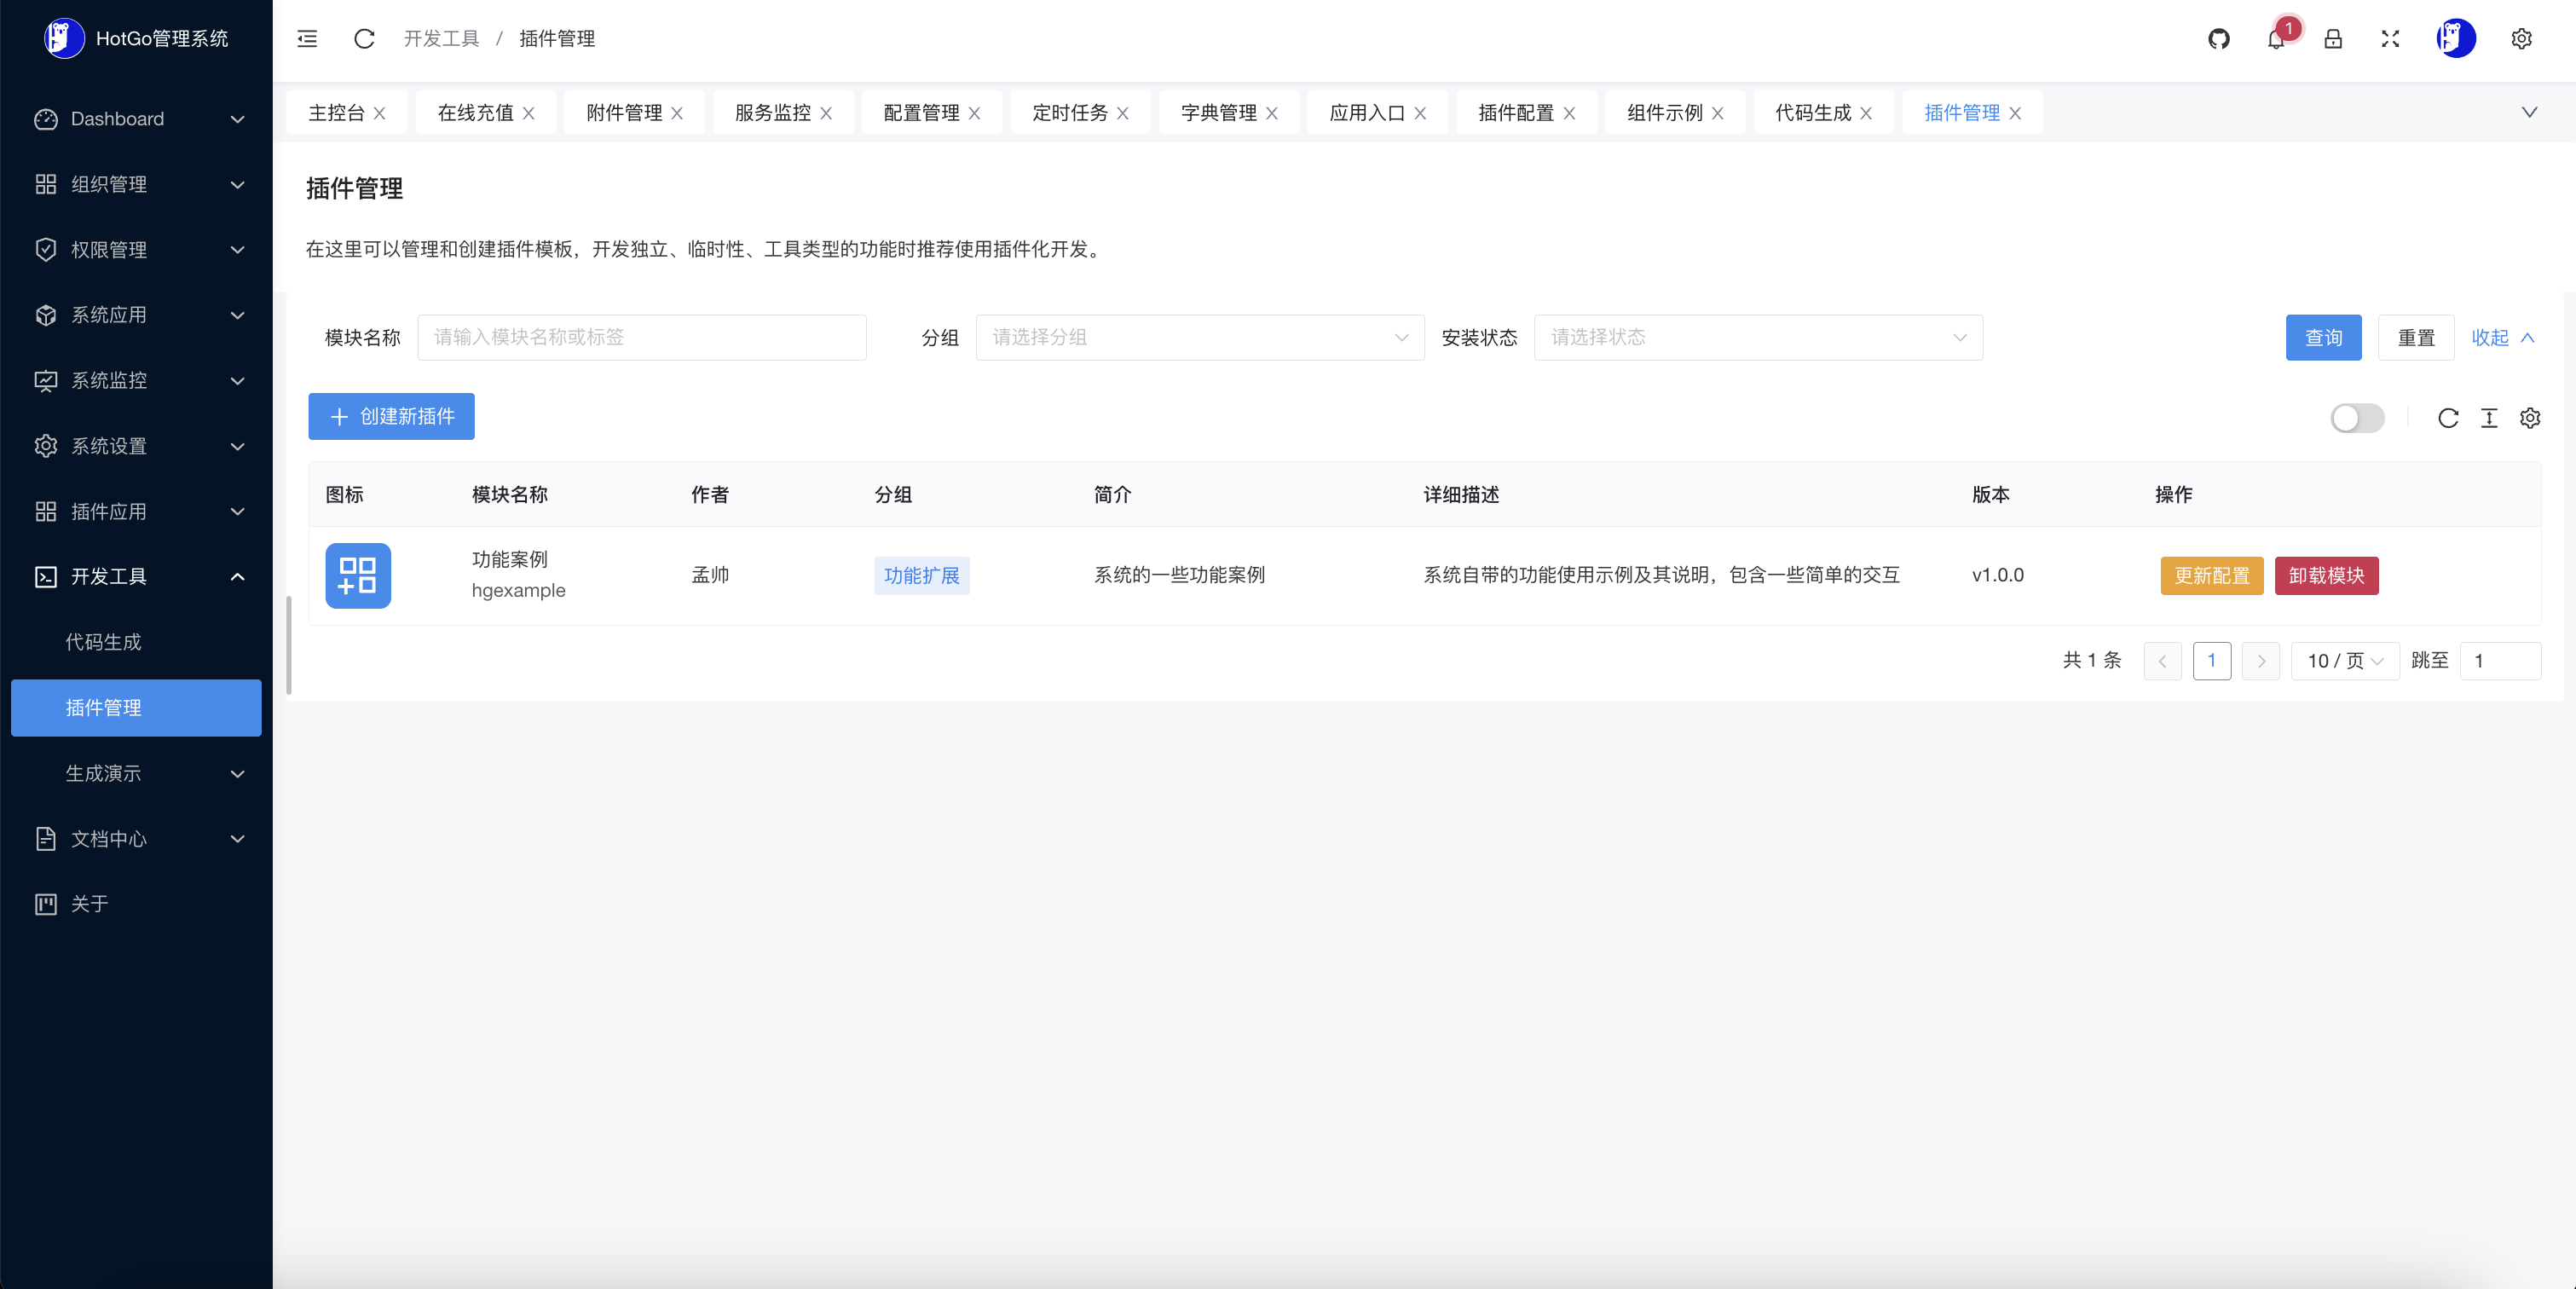 HotGo管理系统
Dashboard
组织管理
权限管理
系统应用
系统监控
系统设置
插件应用
开发工具
代码生成
插件管理
生成演示
文档中心
关于
开发工具 / 插件管理
1
主控台 在线充值 附件管理 服务监控 配置管理 定时任务 字典管理 应用入口 插件配置 组件示例 代码生成 插件管理
插件管理
在这里可以管理和创建插件模板，开发独立、临时性、工具类型的功能时推荐使用插件化开发。
模块名称 请输入模块名称或标签 分组 请选择分组 安装状态 请选择状态 查询 重置 收起
创建新插件
图标 模块名称 作者 分组 简介 详细描述 版本 操作
功能案例
hgexample
孟帅 功能扩展 系统的一些功能案例 系统自带的功能使用示例及其说明，包含一些简单的交互 v1.0.0 更新配置 卸载模块
共 1 条 1 10 / 页 跳至 1